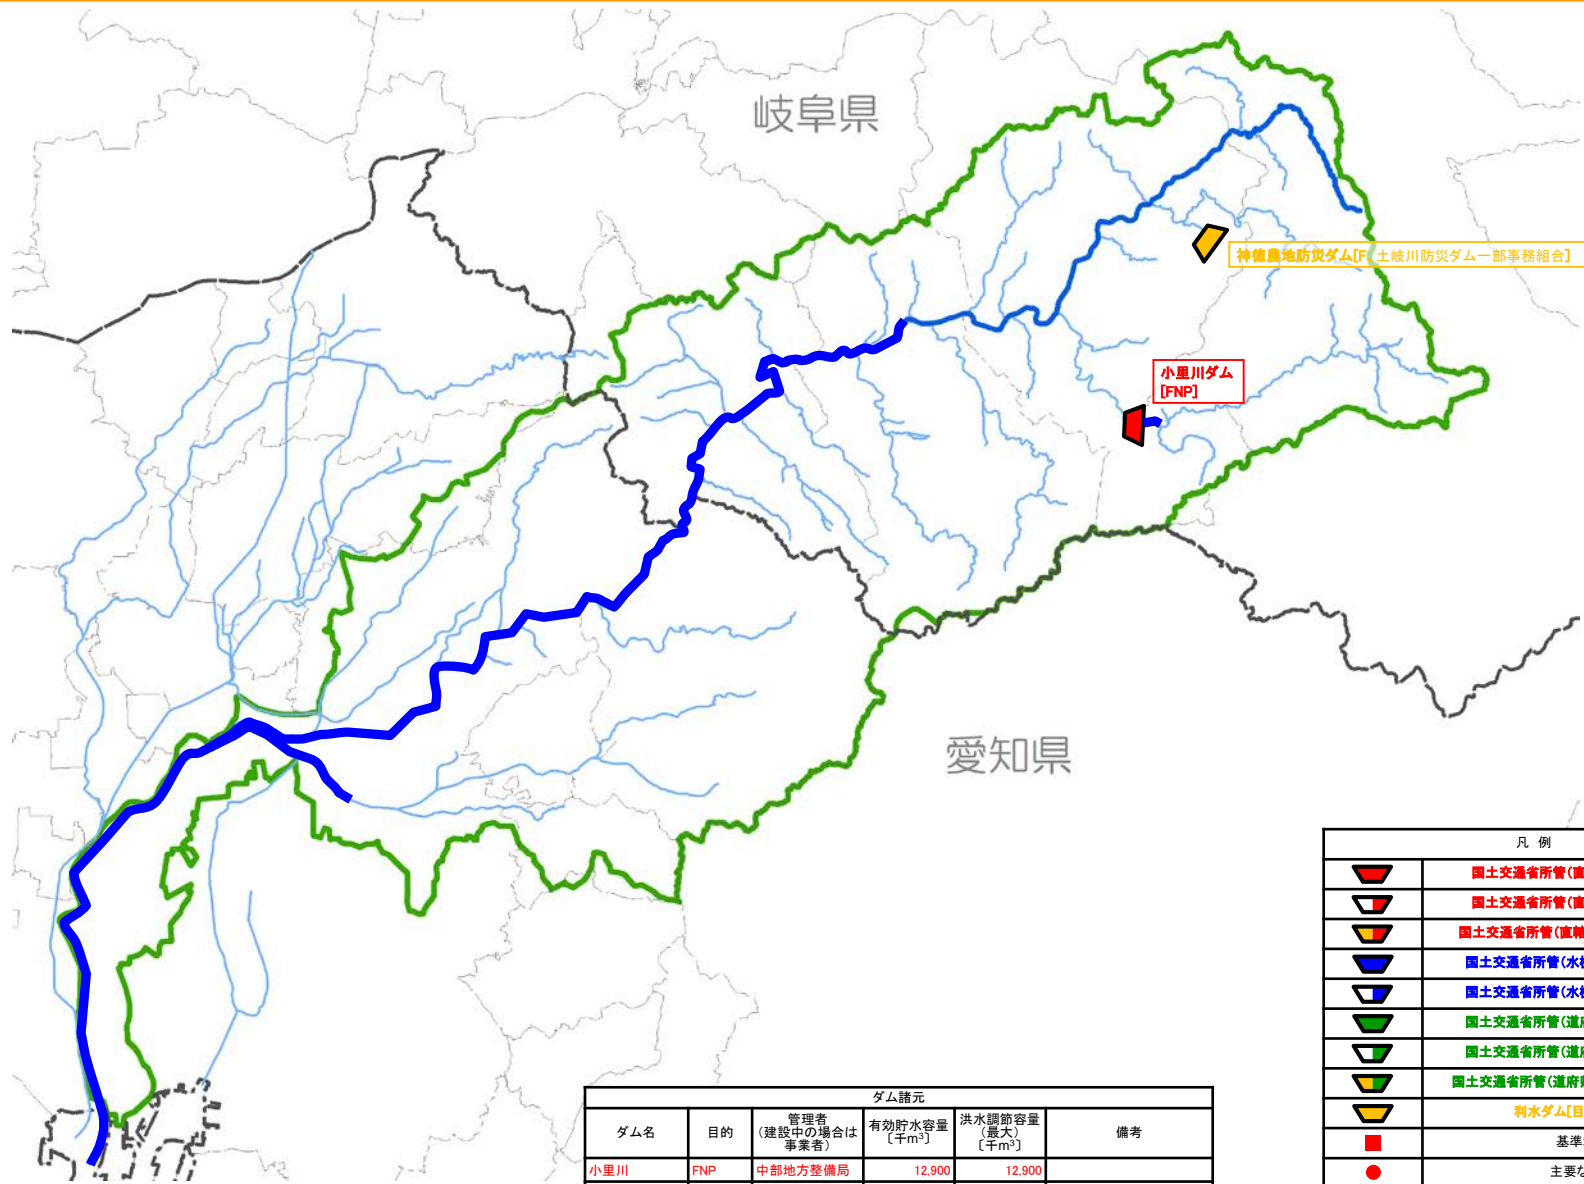 岐阜県
神徳農地防災ダム[F 土岐川防災ダム一部事務組合]
小里川ダム
[FNP]
愛知県
凡 例
国土交通省所管(直
国土交通省所管(直
国土交通省所管(直轄
国土交通省所管(水
国土交通省所管(水
国土交通省所管(道府
国土交通省所管(道府
国土交通省所管(道府県
利水ダム[目
基準
主要な
ダム諸元
ダム名 目的 管理者(建設中の場合は事業者) 有効貯水容量〔千m³〕 洪水調節容量(最大)〔千m³〕 備考
小里川 FNP 中部地方整備局 12,900 12,900